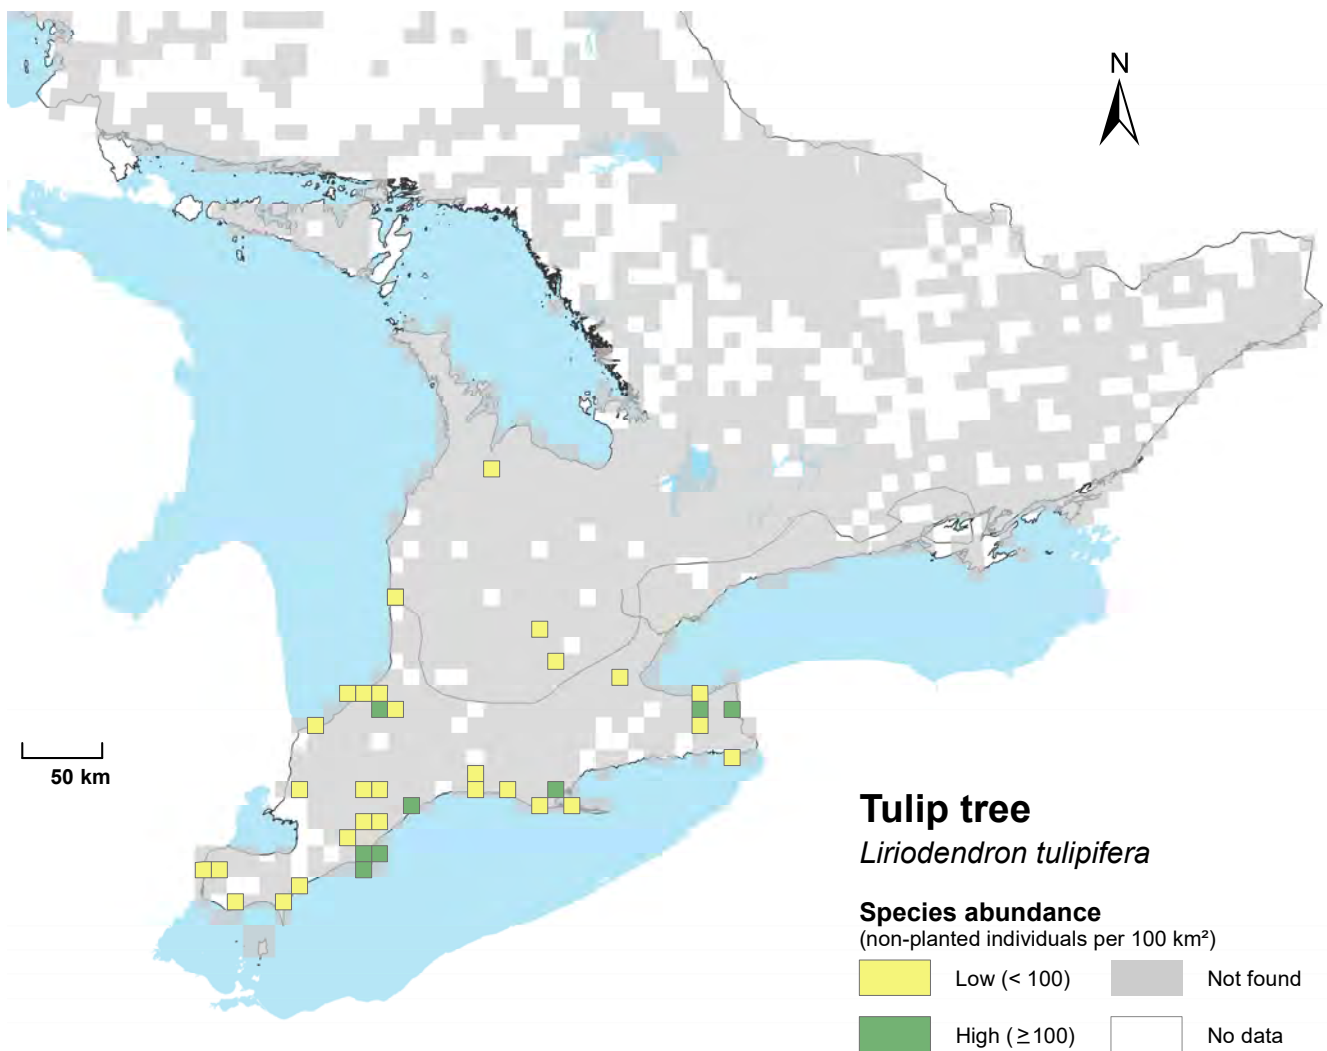 N
50 km
Tulip tree
Liriodendron tulipifera
Species abundance
(non-planted individuals per 100 km²)
Low (< 100)
Not found
High (≥100)
No data